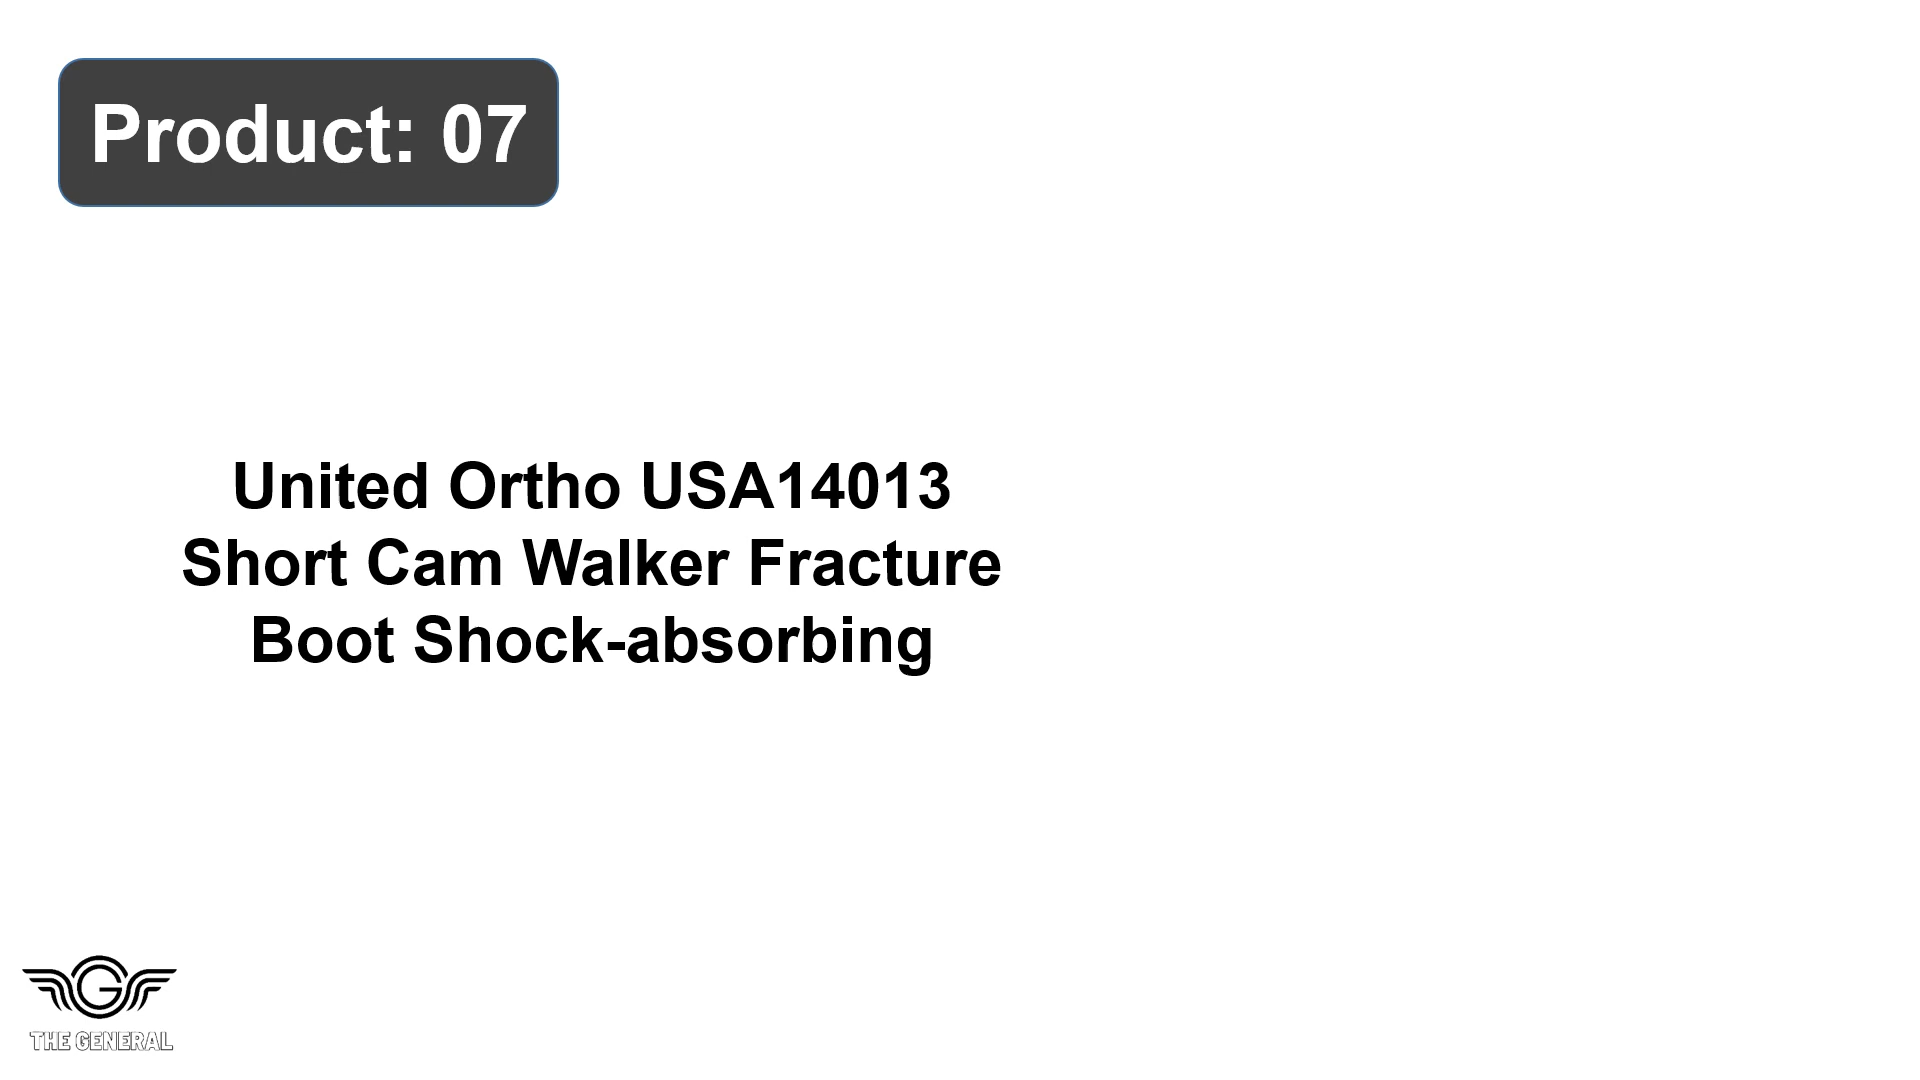 Product: 07
United Ortho USA14013
Short Cam Walker Fracture
Boot Shock-absorbing
G
THE GENERAL